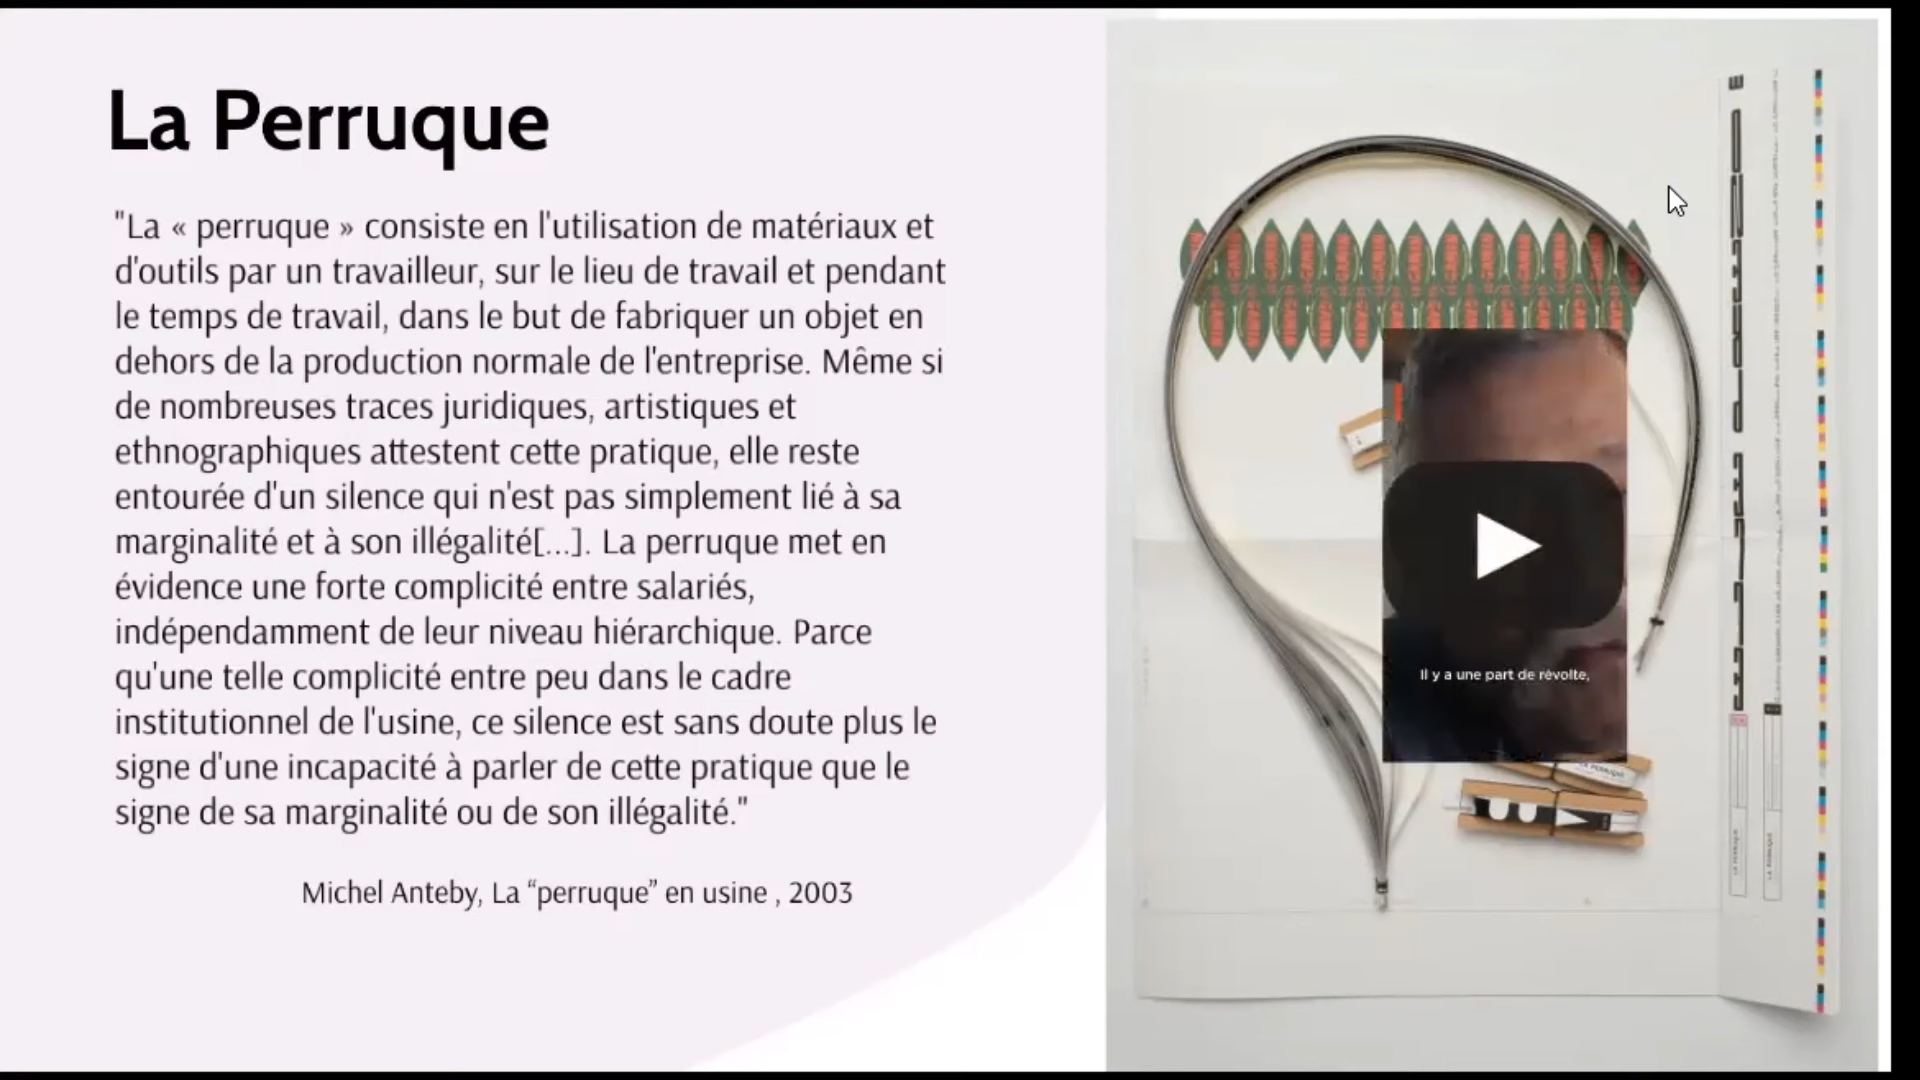 La Perruque
"La « perruque » consiste en l'utilisation de matériaux et
d'outils par un travailleur, sur le lieu de travail et pendant
le temps de travail, dans le but de fabriquer un objet en
dehors de la production normale de l'entreprise. Même si
de nombreuses traces juridiques, artistiques et
ethnographiques attestent cette pratique, elle reste
entourée d'un silence qui n'est pas simplement lié à sa
marginalité et à son illégalité[...]. La perruque met en
évidence une forte complicité entre salariés,
indépendamment de leur niveau hiérarchique. Parce
qu'une telle complicité entre peu dans le cadre
institutionnel de l'usine, ce silence est sans doute plus le
signe d'une incapacité à parler de cette pratique que le
signe de sa marginalité ou de son illégalité."
Michel Anteby, La “perruque” en usine , 2003
Il y a une part de révolte,
LA PERRUQUE